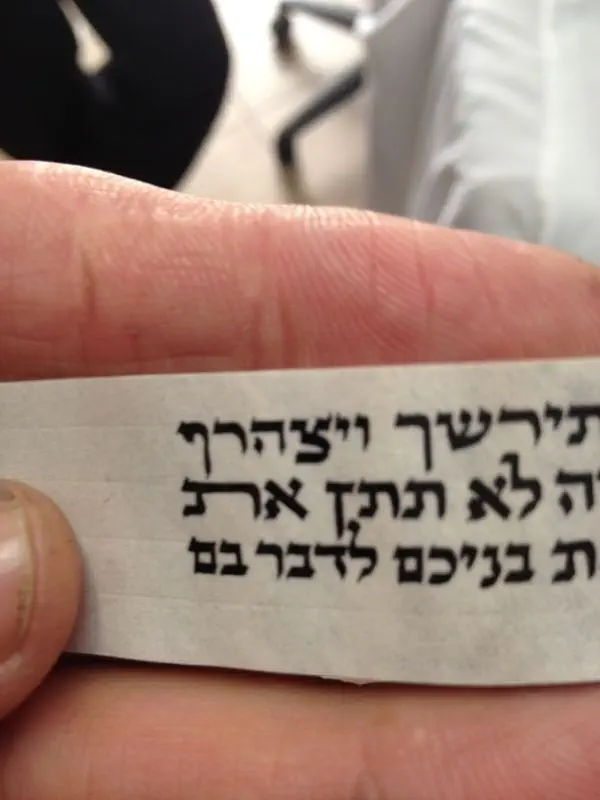 תירשך ויצהרך
ה לא תתן את
ת בניכם לדבר בם